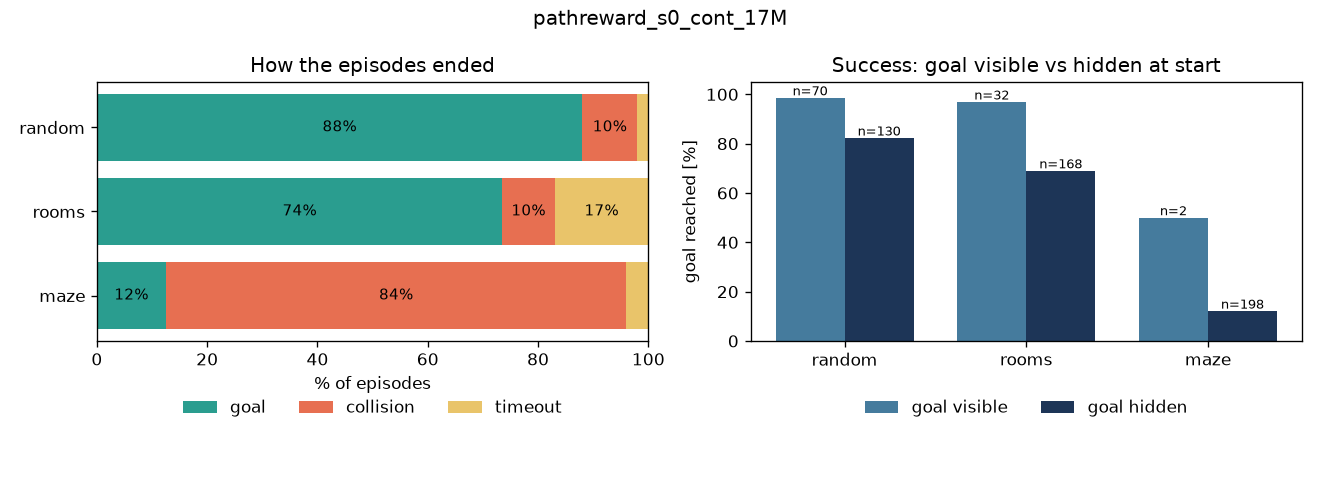 pathreward_s0_cont_17M
How the episodes ended
random
88%
10%
rooms
74%
10%
17%
maze
12%
84%
0 20 40 60 80 100
% of episodes
goal collision timeout
Success: goal visible vs hidden at start
goal reached [%]
100
80
60
40
20
0
n=70
n=130
n=32
n=168
n=2
n=198
random rooms maze
goal visible goal hidden